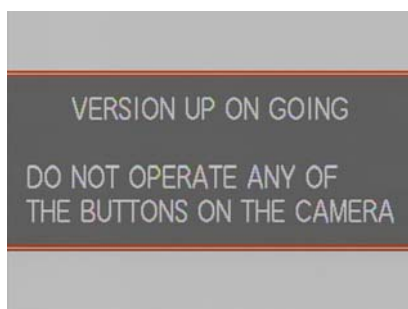 VERSION UP ON GOING
DO NOT OPERATE ANY OF
THE BUTTONS ON THE CAMERA